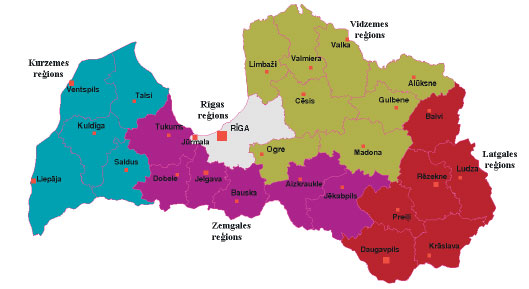 Vidzemes
reģions
Valka
Kurzemes
reģions
Limbaži
Valmiera
Alūksne
Ventspils
Talsi
Cēsis
Gulbene
Rīgas
reģions
Balvi
Kuldīga
Tukums
RĪGA
Jūrmala
Ogre
Madona
Latgales
reģions
Saldus
Liepāja
Dobele
Jelgava
Aizkraukle
Rēzekne
Ludza
Bauska
Jēkabpils
Preiļi
Zemgales
reģions
Daugavpils
Krāslava